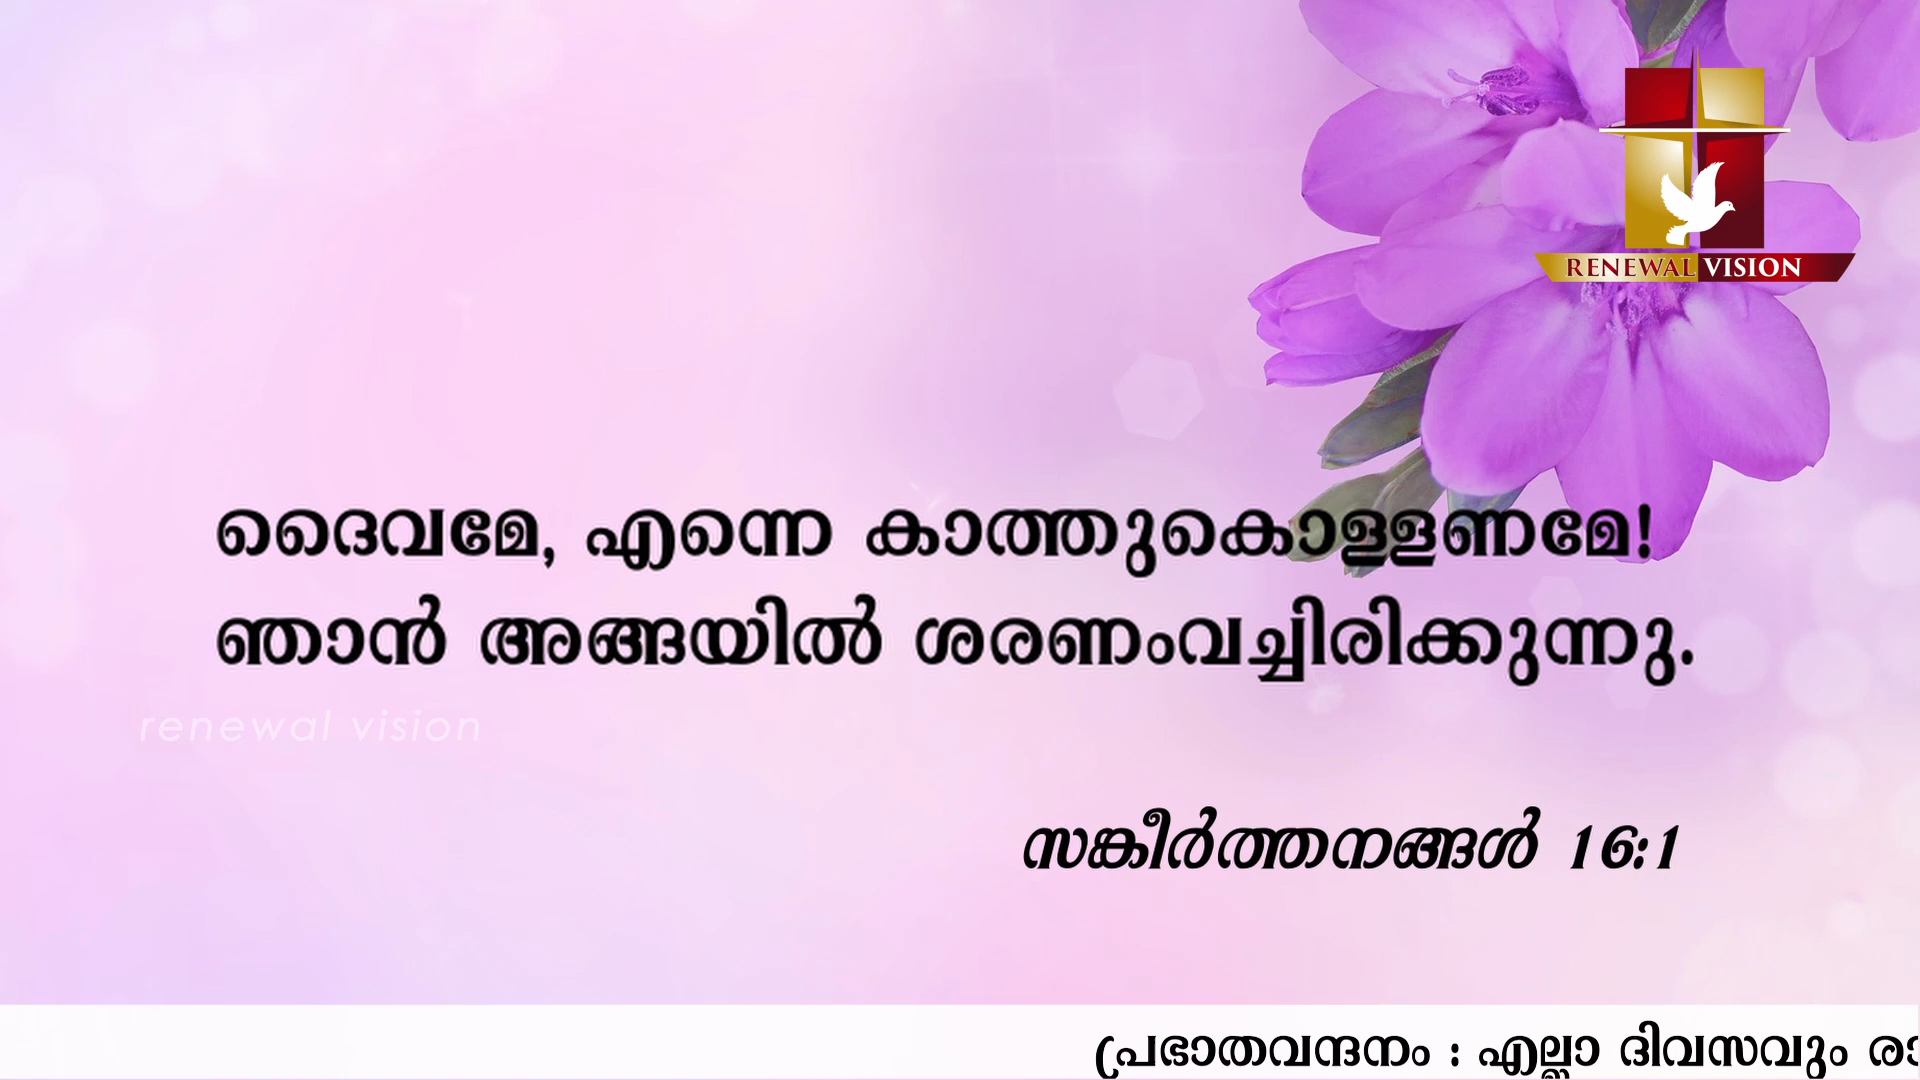 RENEWAL VISION
ദൈവമേ, എന്നെ കാത്തുകൊള്ളണമേ!
ഞാൻ അങ്ങയിൽ ശരണംവച്ചിരിക്കുന്നു.
renewal vision
സങ്കീർത്തനങ്ങൾ 16:1
പ്രഭാതവന്ദനം : എല്ലാ ദിവസവും